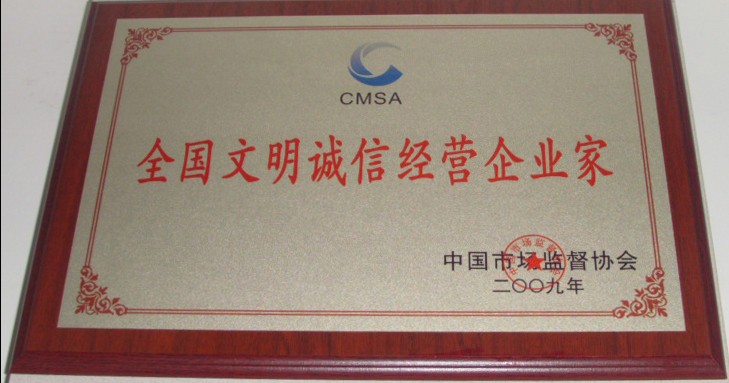 CMSA
全国文明诚信经营企业家
中国市场监督协会
二〇〇九年